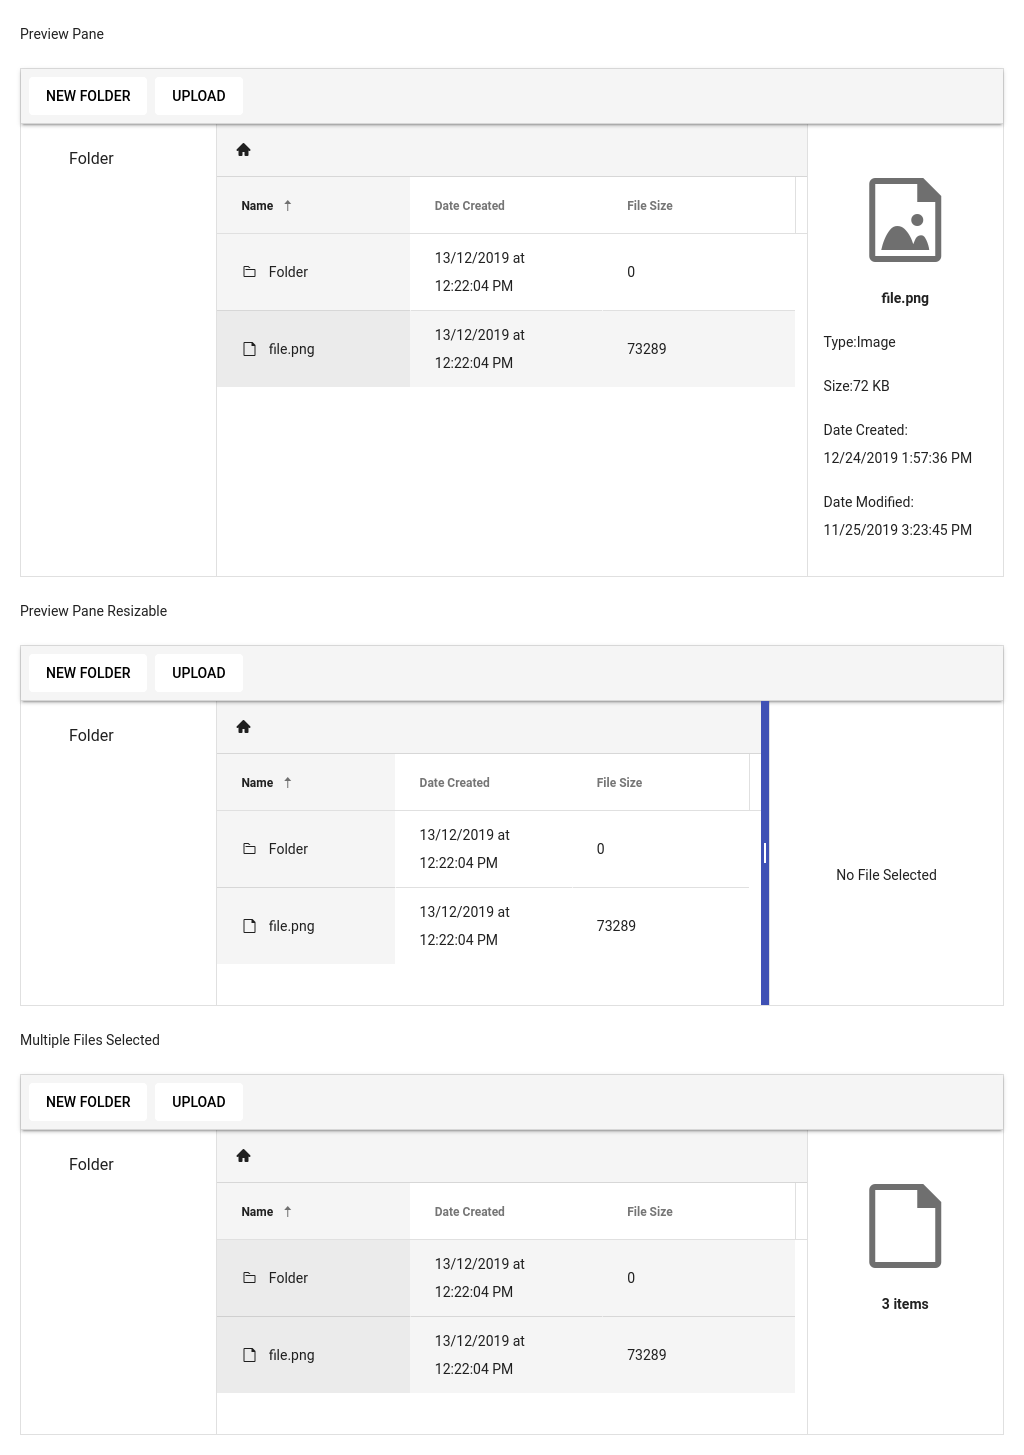 Preview Pane
NEW FOLDER UPLOAD
Folder
Name Date Created File Size
Folder 13/12/2019 at 12:22:04 PM 0
file.png 13/12/2019 at 12:22:04 PM 73289
file.png
Type:Image
Size:72 KB
Date Created:
12/24/2019 1:57:36 PM
Date Modified:
11/25/2019 3:23:45 PM
Preview Pane Resizable
NEW FOLDER UPLOAD
Folder
Name Date Created File Size
Folder 13/12/2019 at 12:22:04 PM 0
file.png 13/12/2019 at 12:22:04 PM 73289
No File Selected
Multiple Files Selected
NEW FOLDER UPLOAD
Folder
Name Date Created File Size
Folder 13/12/2019 at 12:22:04 PM 0
file.png 13/12/2019 at 12:22:04 PM 73289
3 items